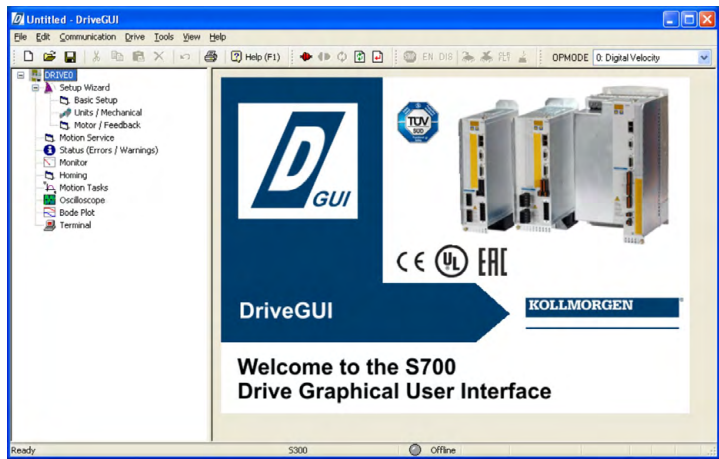 Untitled - DriveGUI
File Edit Communication Drive Tools View Help
Help (F1) EN DIS OPMODE 0: Digital Velocity
DRIVE0
Setup Wizard
Basic Setup
Units / Mechanical
Motor / Feedback
Motion Service
Status (Errors / Warnings)
Monitor
Homing
Motion Tasks
Oscilloscope
Bode Plot
Terminal
D
GUI
TÜV
SÜD
CE UL EAC
DriveGUI
KOLLMORGEN
Welcome to the S700
Drive Graphical User Interface
Ready S300 Offline